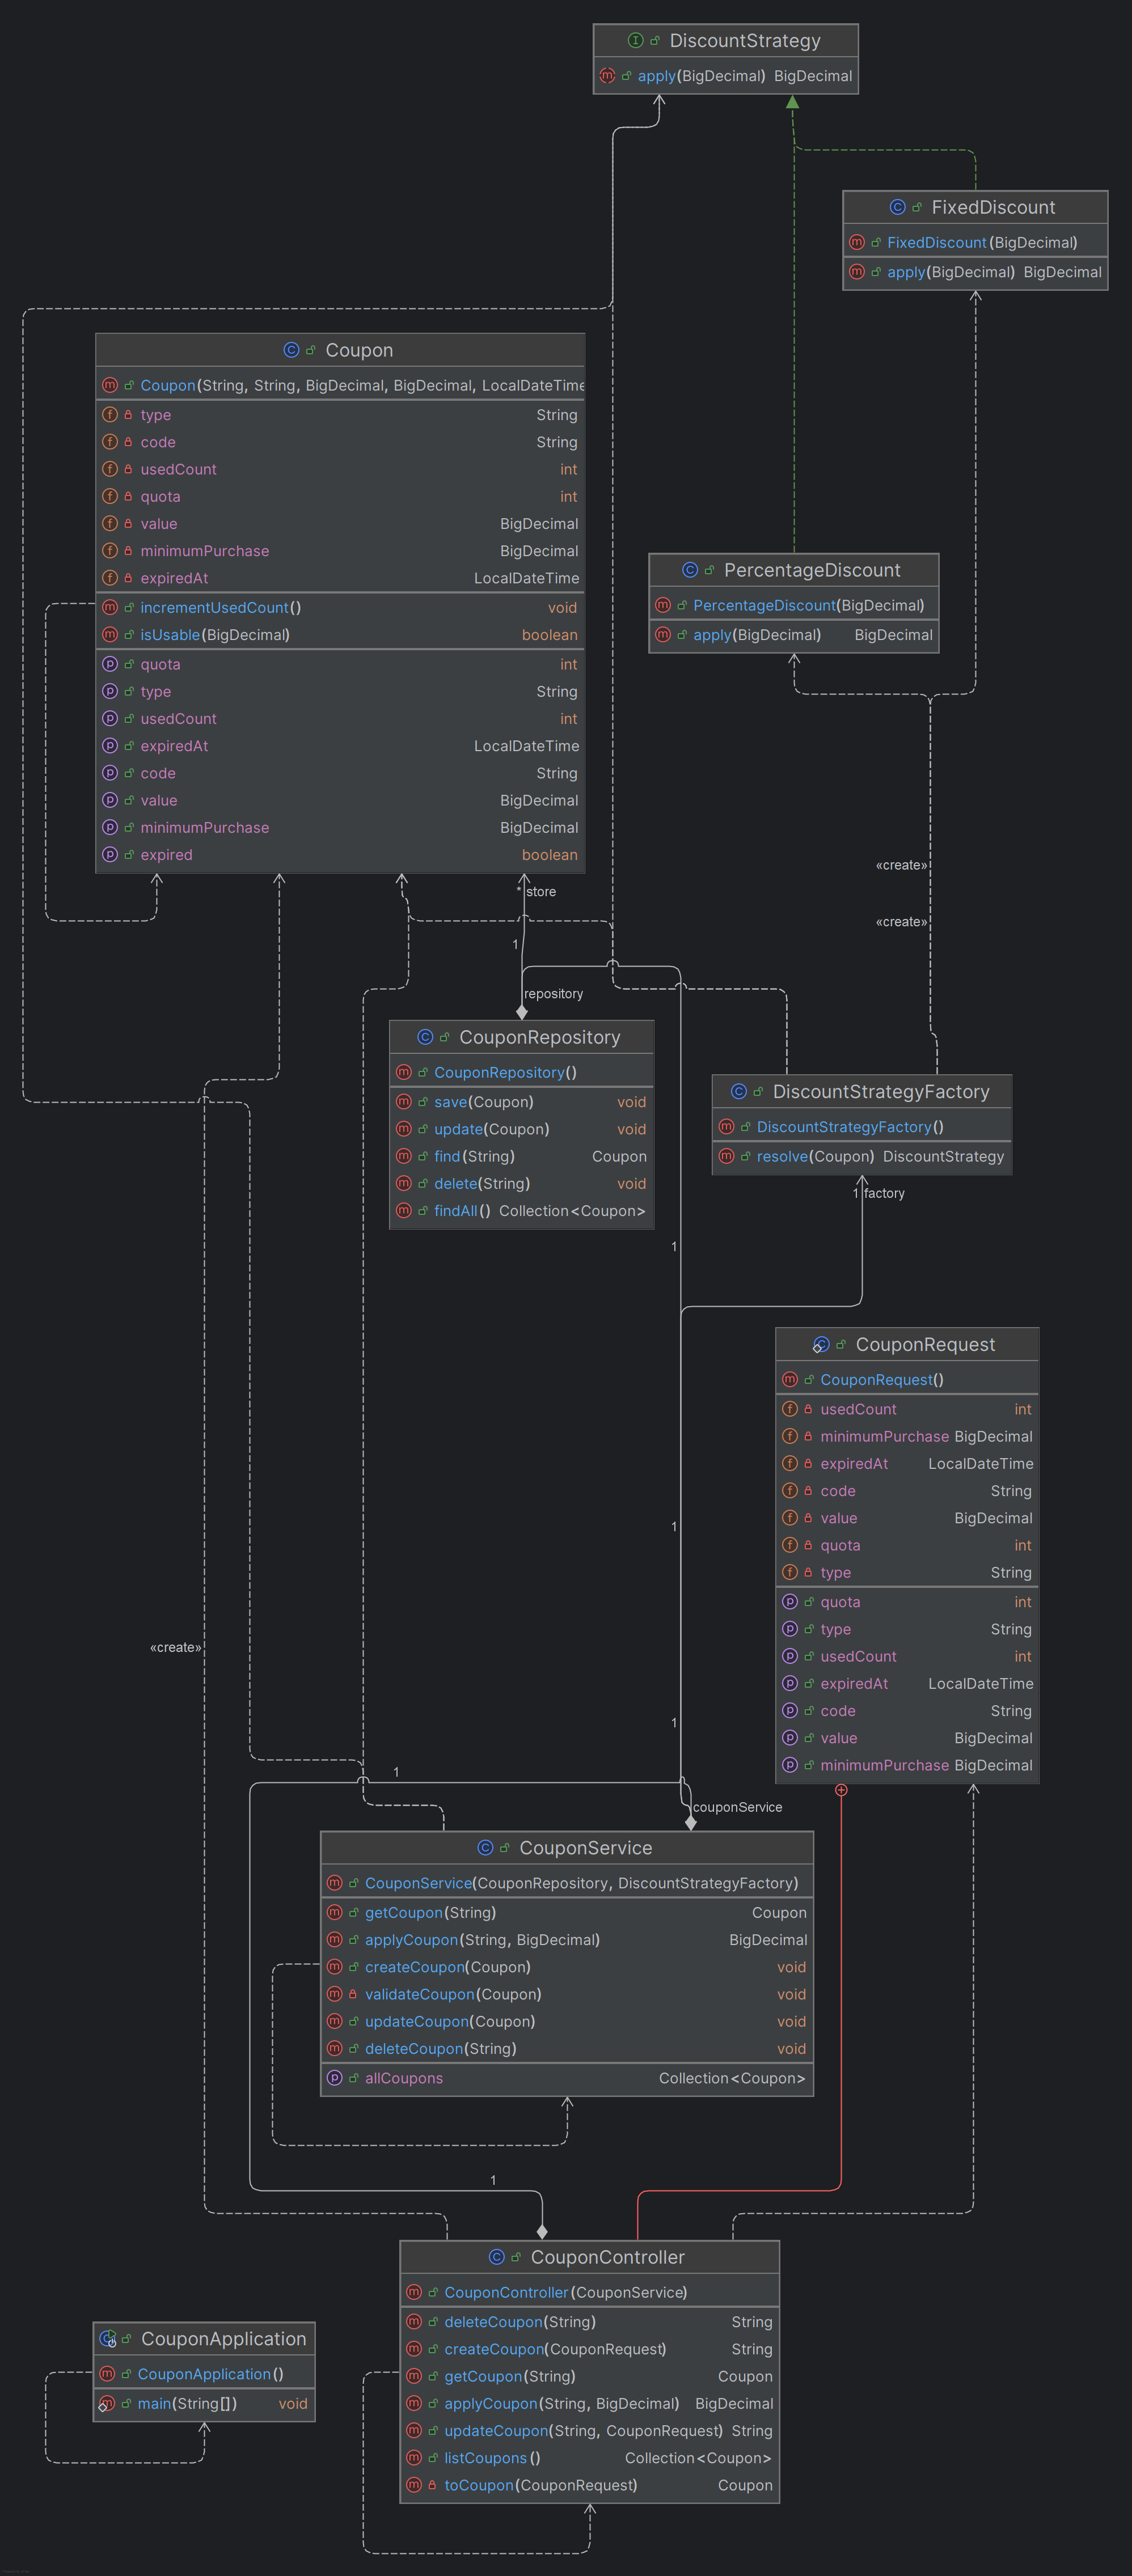 DiscountStrategy
apply(BigDecimal) BigDecimal
FixedDiscount
FixedDiscount(BigDecimal)
apply(BigDecimal) BigDecimal
Coupon
Coupon(String, String, BigDecimal, BigDecimal, LocalDateTime
type String
code String
usedCount int
quota int
value BigDecimal
minimumPurchase BigDecimal
expiredAt LocalDateTime
incrementUsedCount() void
isUsable(BigDecimal) boolean
quota int
type String
usedCount int
expiredAt LocalDateTime
code String
value BigDecimal
minimumPurchase BigDecimal
expired boolean
PercentageDiscount
PercentageDiscount(BigDecimal)
apply(BigDecimal) BigDecimal
«create»
«create»
* store
1
repository
CouponRepository
CouponRepository()
save(Coupon) void
update(Coupon) void
find(String) Coupon
delete(String) void
findAll() Collection<Coupon>
DiscountStrategyFactory
DiscountStrategyFactory()
resolve(Coupon) DiscountStrategy
1 factory
1
CouponRequest
CouponRequest()
usedCount int
minimumPurchase BigDecimal
expiredAt LocalDateTime
code String
value BigDecimal
quota int
type String
quota int
type String
usedCount int
expiredAt LocalDateTime
code String
value BigDecimal
minimumPurchase BigDecimal
1
«create»
1
1
couponService
CouponService
CouponService(CouponRepository, DiscountStrategyFactory)
getCoupon(String) Coupon
applyCoupon(String, BigDecimal) BigDecimal
createCoupon(Coupon) void
validateCoupon(Coupon) void
updateCoupon(Coupon) void
deleteCoupon(String) void
allCoupons Collection<Coupon>
1
CouponController
CouponController(CouponService)
deleteCoupon(String) String
createCoupon(CouponRequest) String
getCoupon(String) Coupon
applyCoupon(String, BigDecimal) BigDecimal
updateCoupon(String, CouponRequest) String
listCoupons() Collection<Coupon>
toCoupon(CouponRequest) Coupon
CouponApplication
CouponApplication()
main(String[]) void